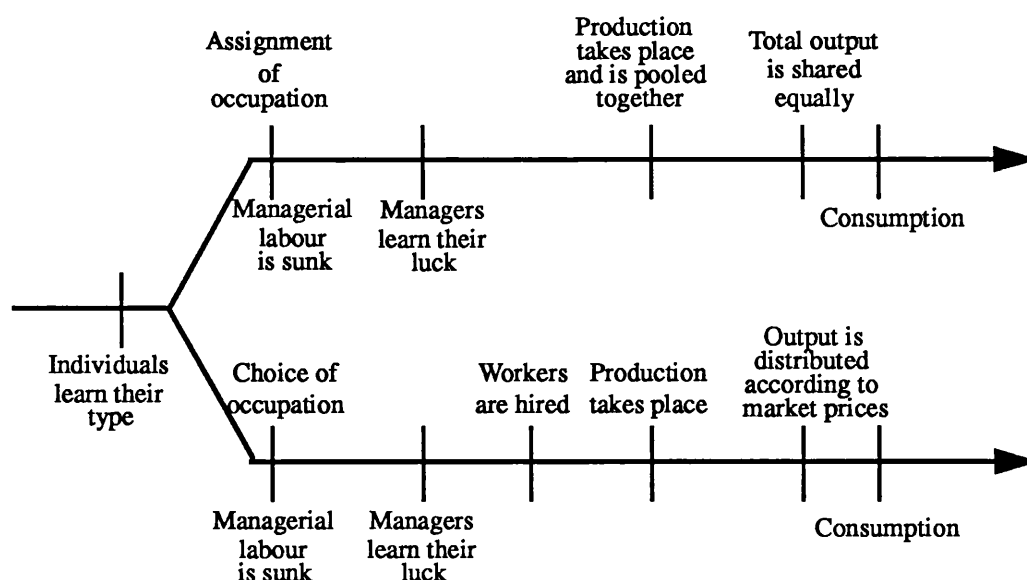 Assignment
of
occupation
Production
takes place
and is pooled
together
Total output
is shared
equally
Managerial
labour
is sunk
Managers
learn their
luck
Consumption
Individuals
learn their
type
Choice of
occupation
Workers
are hired
Production
takes place
Output is
distributed
according to
market prices
Managerial
labour
is sunk
Managers
learn their
luck
Consumption